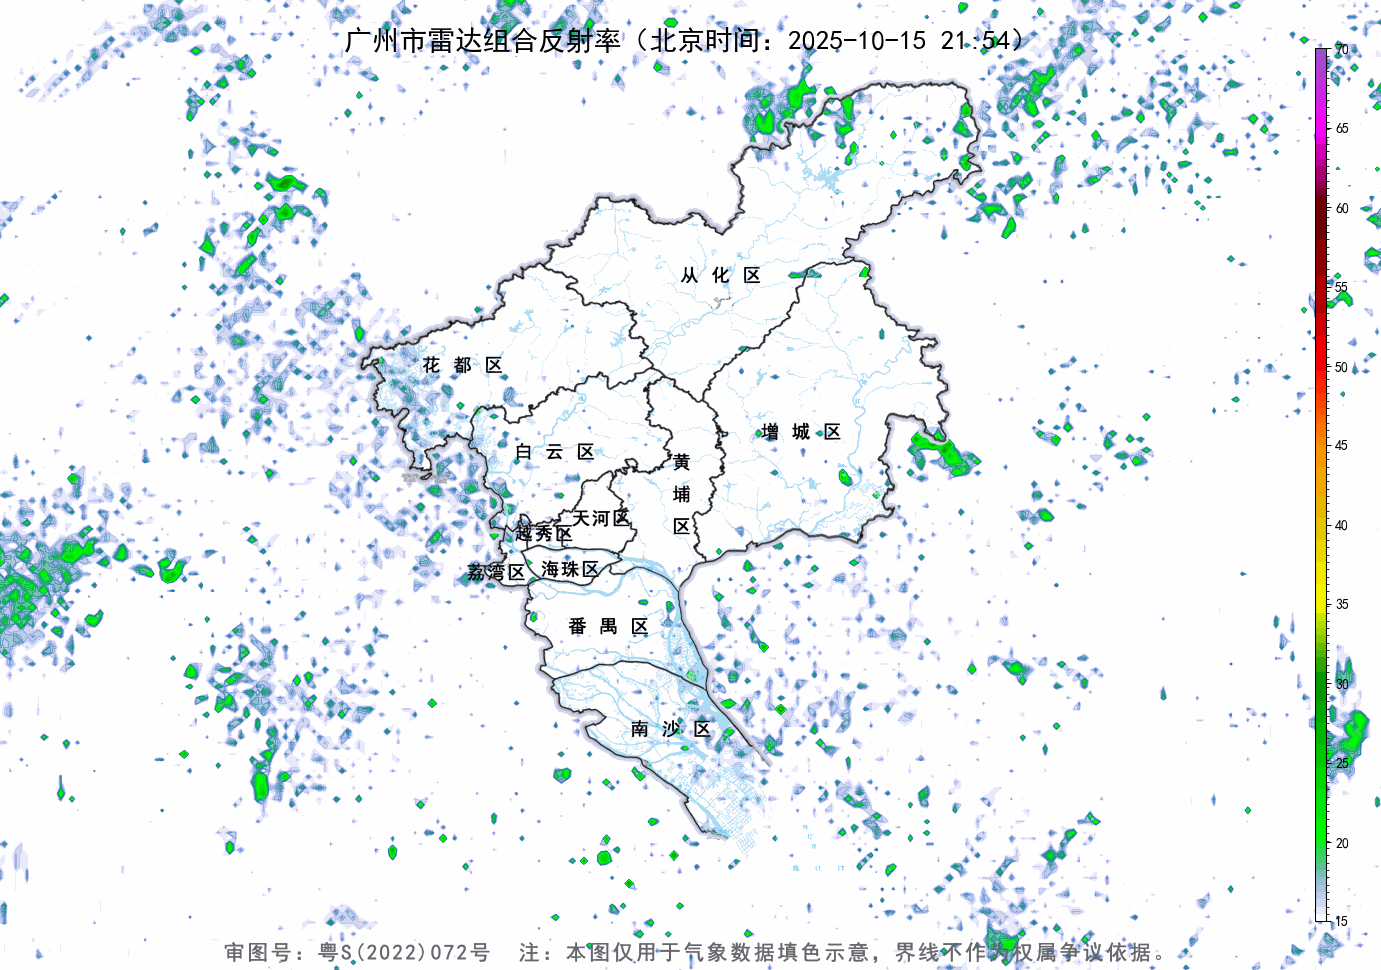 广州市雷达组合反射率（北京时间：2025-10-15 21:54）
70
65
60
55
50
45
40
35
30
25
20
15
从化区
花都区
增城区
白云区
黄埔区
天河区
越秀区
荔湾区
海珠区
番禺区
南沙区
审图号：粤S(2022)072号 注：本图仅用于气象数据填色示意，界线不作为权属争议依据。